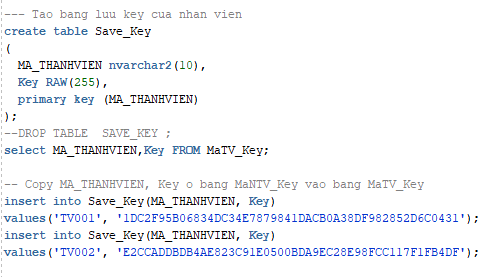 --- Tao bang luu key cua nhan vien
create table Save_Key
(
MA_THANHVIEN nvarchar2(10),
Key RAW(255),
primary key (MA_THANHVIEN)
);
--DROP TABLE SAVE_KEY ;
select MA_THANHVIEN,Key FROM MaTV_Key;
-- Copy MA_THANHVIEN, Key o bang MaNTV_Key vao bang MaTV_Key
insert into Save_Key(MA_THANHVIEN, Key)
values('TV001', '1DC2F95B06834DC34E7879841DACB0A38DF982852D6C0431');
insert into Save_Key(MA_THANHVIEN, Key)
values('TV002', 'E2CCADDBDB4AE823C91E0500BDA9EC28E98FCC117F1FB4DF');